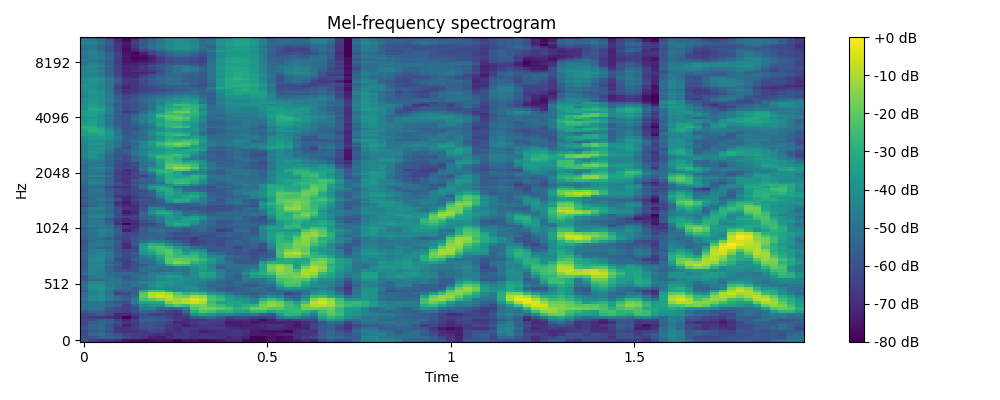 Mel-frequency spectrogram
Hz
8192
4096
2048
1024
512
0
0
0.5
1
1.5
Time
+0 dB
-10 dB
-20 dB
-30 dB
-40 dB
-50 dB
-60 dB
-70 dB
-80 dB